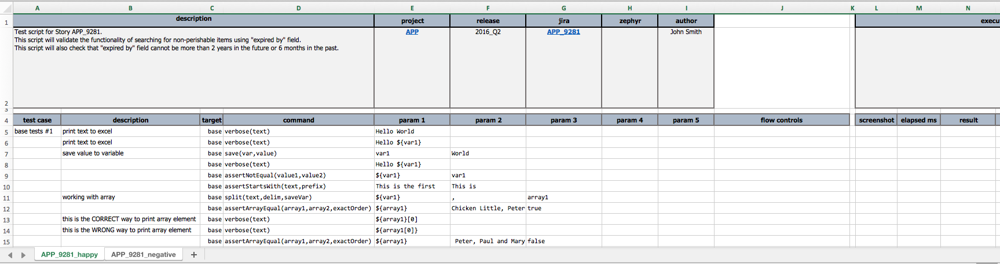 A B C D E F G H I J K L M N
1 description project release jira zephyr author execu
Test script for Story APP_9281. APP 2016_Q2 APP_9281 John Smith
This script will validate the functionality of searching for non-perishable items using "expired by" field.
This script will also check that "expired by" field cannot be more than 2 years in the future or 6 months in the past.
2
3
4 test case description target command param 1 param 2 param 3 param 4 param 5 flow controls screenshot elapsed ms result
5 base tests #1 print text to excel base verbose(text) Hello World
6 print text to excel base verbose(text) Hello ${var1}
7 save value to variable base save(var,value) var1 World
8 base verbose(text) Hello ${var1}
9 base assertNotEqual(value1,value2) ${var1} var1
10 base assertStartsWith(text,prefix) This is the first This is
11 working with array base split(text,delim,saveVar) ${var1} , array1
12 base assertArrayEqual(array1,array2,exactOrder) ${array1} Chicken Little, Peter true
13 this is the CORRECT way to print array element base verbose(text) ${array1}[0]
14 this is the WRONG way to print array element base verbose(text) ${array1[0]}
15 base assertArrayEqual(array1,array2,exactOrder) ${array1} Peter, Paul and Mary false
APP_9281_happy APP_9281_negative +